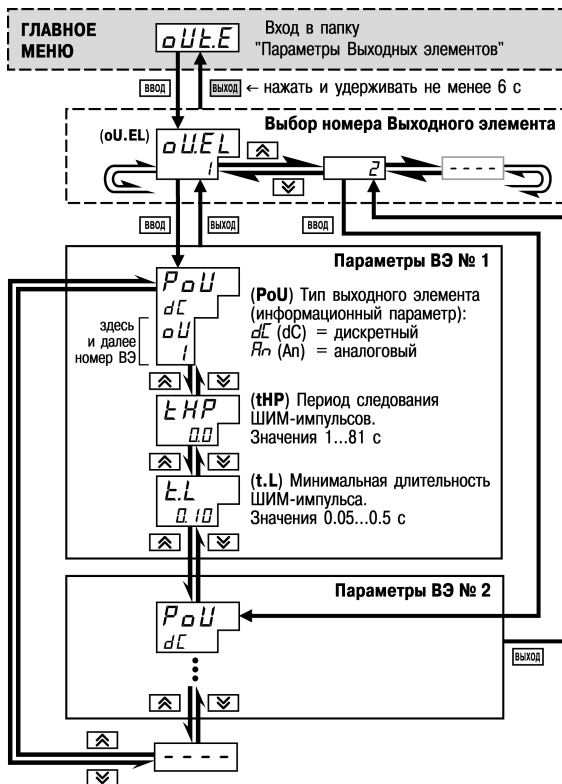 ГЛАВНОЕ
МЕНЮ
oUt.E
Вход в папку
"Параметры Выходных элементов"
ВВОД
ВЫХОД
← нажать и удерживать не менее 6 с
Выбор номера Выходного элемента
(oU.EL)
oU.EL
1
2
- - - -
ВВОД
ВЫХОД
ВВОД
Параметры ВЭ № 1
PoU
dC
oU
1
здесь
и далее
номер ВЭ
(PoU) Тип выходного элемента
(информационный параметр):
dC (dC) = дискретный
An (An) = аналоговый
tHP
0.0
(tHP) Период следования
ШИМ-импульсов.
Значения 1...81 с
t.L
0.10
(t.L) Минимальная длительность
ШИМ-импульса.
Значения 0.05...0.5 с
Параметры ВЭ № 2
PoU
dC
ВЫХОД
- - - -